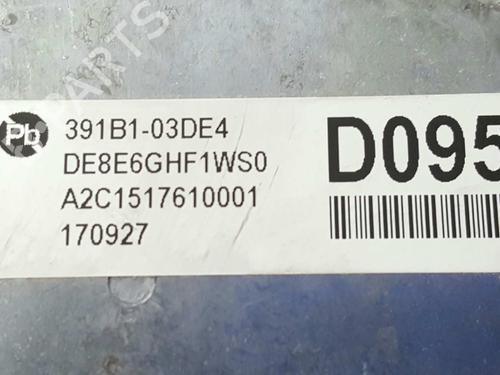 Pb
391B1-03DE4
DE8E6GHF1WS0
A2C1517610001
170927
D095